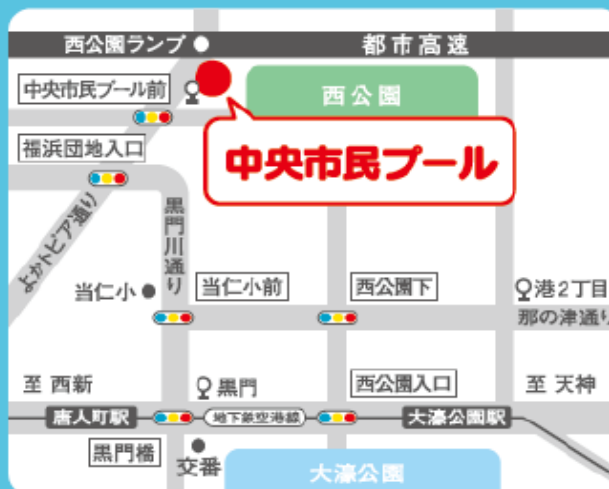 西公園ランプ
都市高速
中央市民プール前
西公園
中央市民プール
福浜団地入口
よかトピア通り
黒門川通り
当仁小
当仁小前
西公園下
港2丁目
那の津通り
至 西新
黒門
西公園入口
至 天神
唐人町駅
地下鉄空港線
大濠公園駅
黒門橋
交番
大濠公園